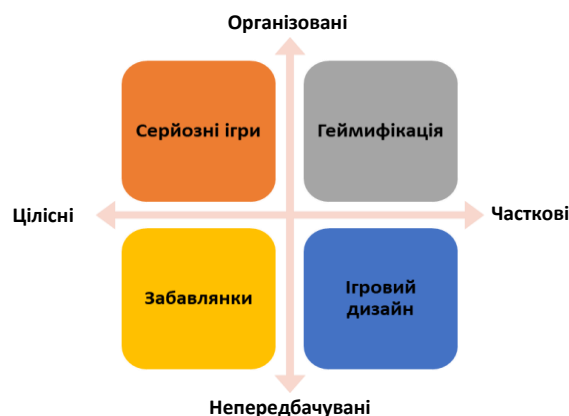 Організовані
Серйозні ігри
Геймифікація
Цілісні
Часткові
Забавлянки
Ігровий
дизайн
Непередбачувані